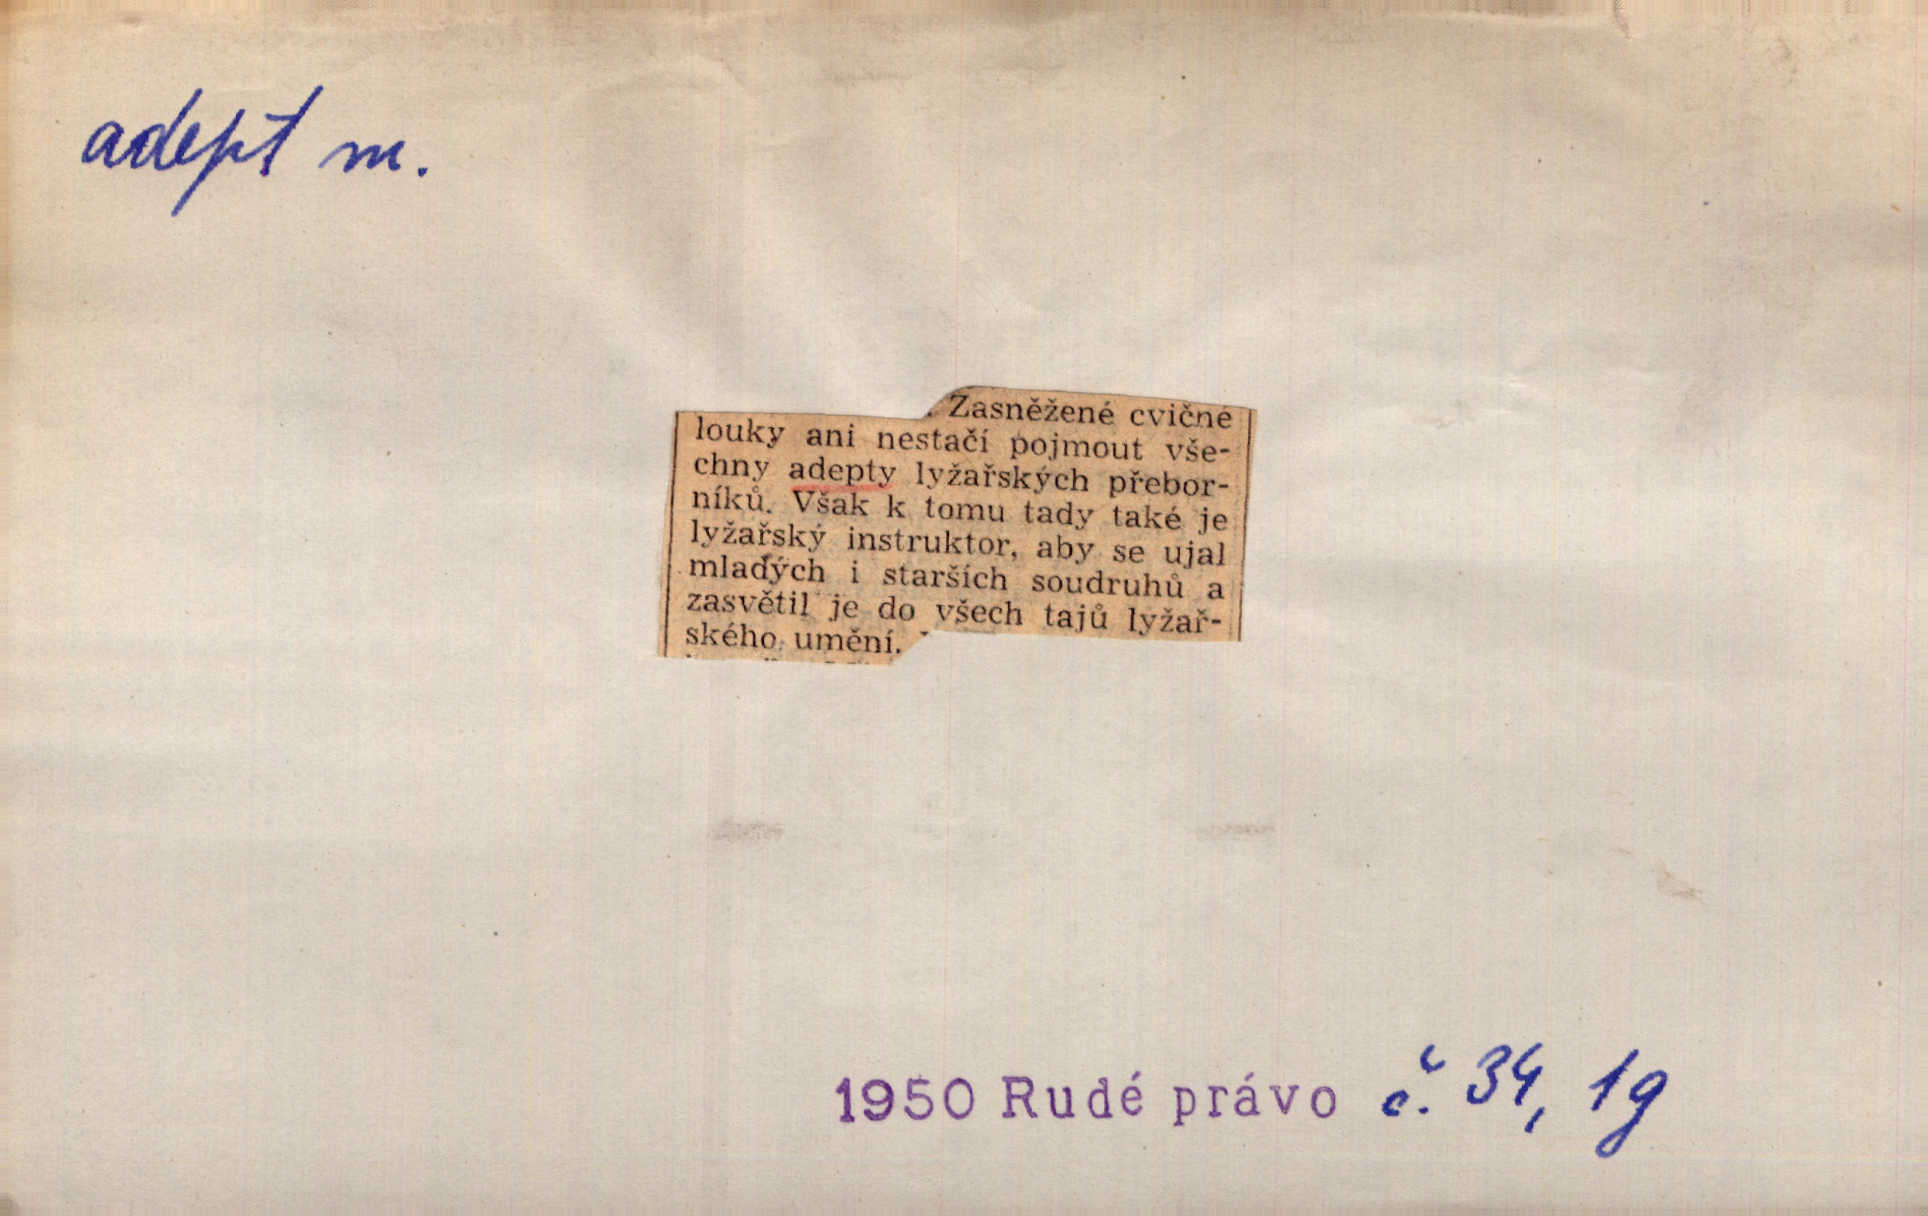 adept m.
. Zasněžené cvičné
louky ani nestačí pojmout vše-
chny adepty lyžařských přebor-
níků. Však k tomu tady také je
lyžařský instruktor, aby se ujal
mladých i starších soudruhů a
zasvětil je do všech tajů lyžař-
ského umění.
1950 Rudé právo č. 34, 1g